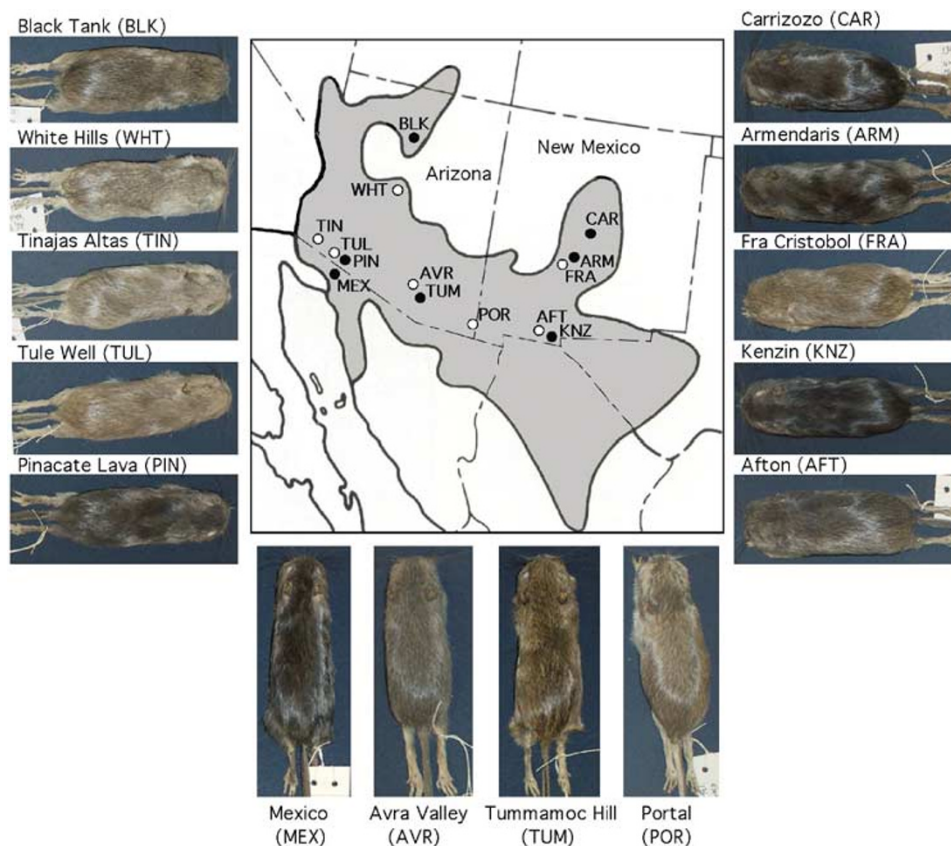 Black Tank (BLK)
White Hills (WHT)
Tinajas Altas (TIN)
Tule Well (TUL)
Pinacate Lava (PIN)
BLK
Arizona
New Mexico
WHT
CAR
TIN
TUL
PIN
ARM
FRA
MEX
AVR
TUM
POR
AFT
KNZ
Carrizozo (CAR)
Armendaris (ARM)
Fra Cristobol (FRA)
Kenzin (KNZ)
Afton (AFT)
Mexico
(MEX)
Avra Valley
(AVR)
Tummamoc Hill
(TUM)
Portal
(POR)